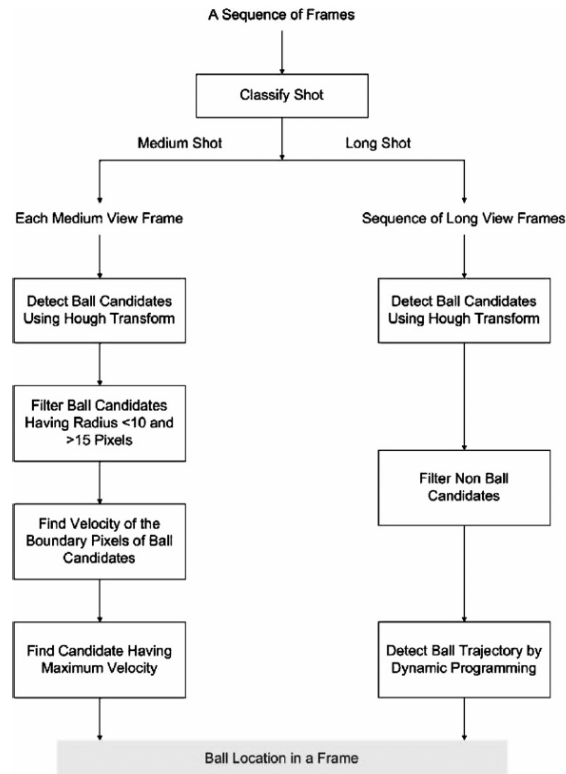 A Sequence of Frames
Classify Shot
Medium Shot
Long Shot
Each Medium View Frame
Sequence of Long View Frames
Detect Ball Candidates
Using Hough Transform
Detect Ball Candidates
Using Hough Transform
Filter Ball Candidates
Having Radius <10 and
>15 Pixels
Filter Non Ball
Candidates
Find Velocity of the
Boundary Pixels of Ball
Candidates
Find Candidate Having
Maximum Velocity
Detect Ball Trajectory by
Dynamic Programming
Ball Location in a Frame